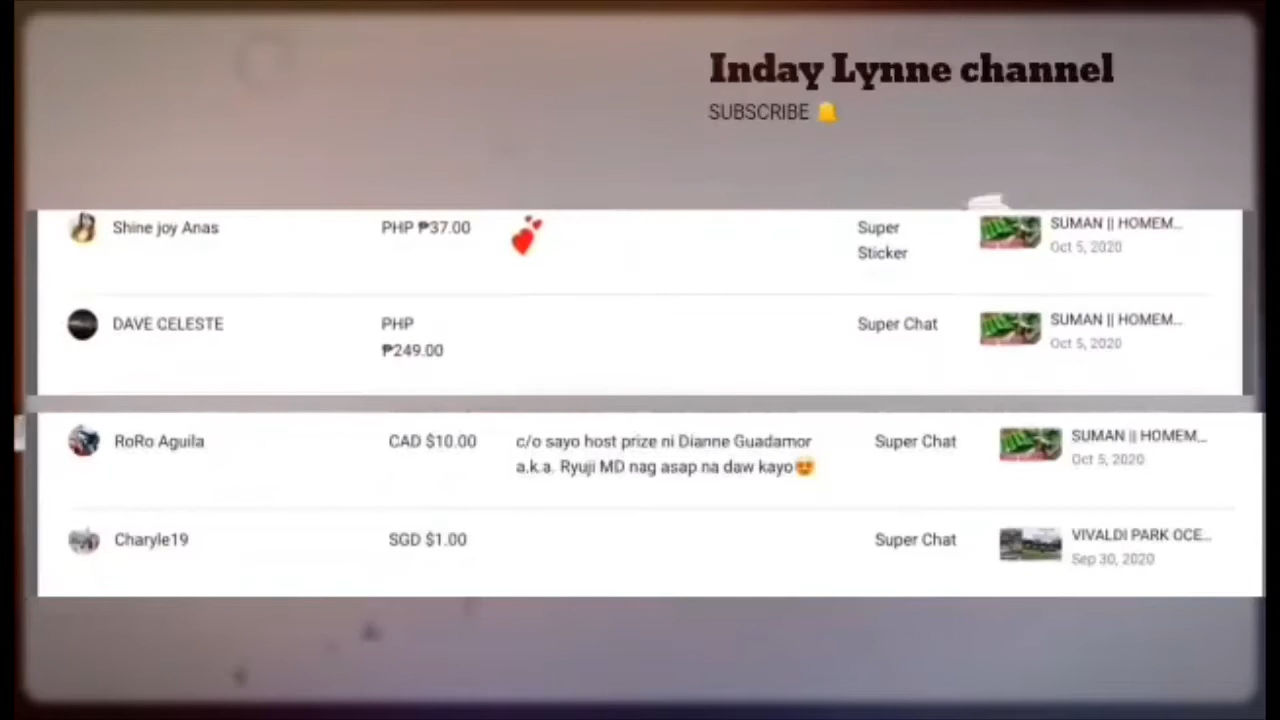 Inday Lynne channel
SUBSCRIBE 🔔
Shine joy Anas PHP ₱37.00 Super Sticker SUMAN || HOMEM... Oct 5, 2020
DAVE CELESTE PHP ₱249.00 Super Chat SUMAN || HOMEM... Oct 5, 2020
RoRo Aguila CAD $10.00 c/o sayo host prize ni Dianne Guadamor a.k.a. Ryuji MD nag asap na daw kayo😍 Super Chat SUMAN || HOMEM... Oct 5, 2020
Charyle19 SGD $1.00 Super Chat VIVALDI PARK OCE... Sep 30, 2020